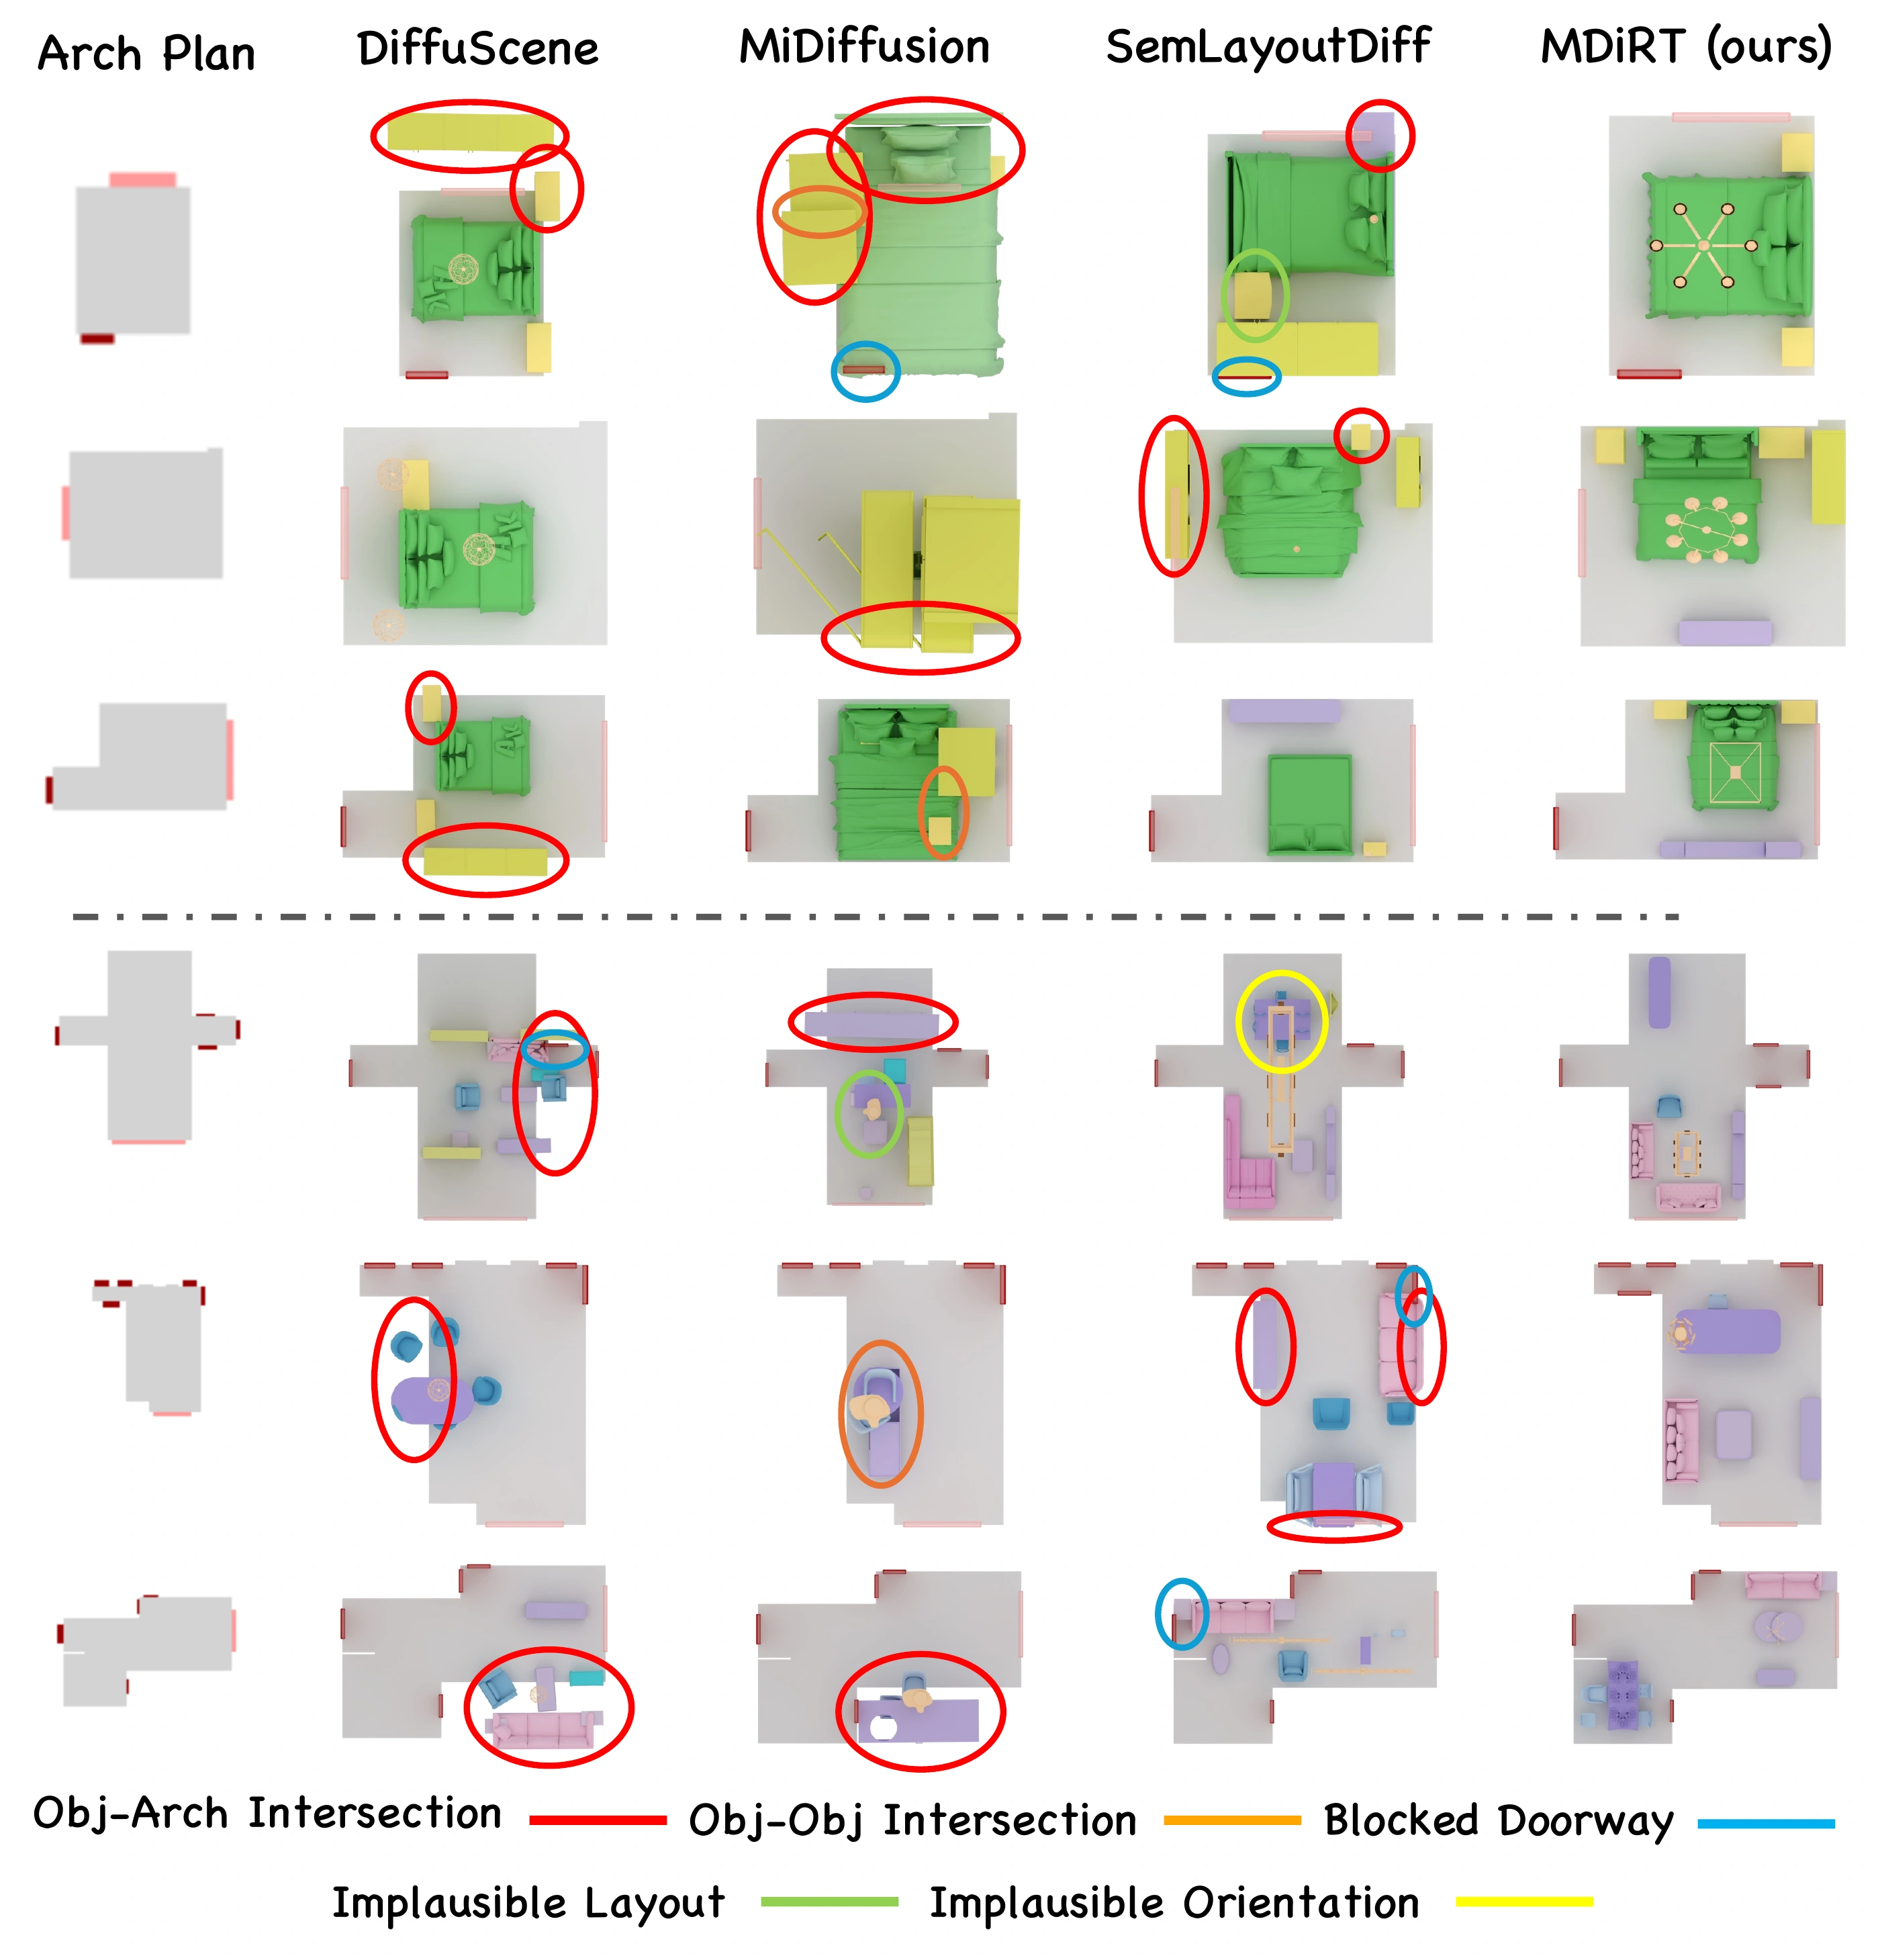 Arch Plan DiffuScene MiDiffusion SemLayoutDiff MDiRT (ours)
Obj-Arch Intersection Obj-Obj Intersection Blocked Doorway
Implausible Layout Implausible Orientation